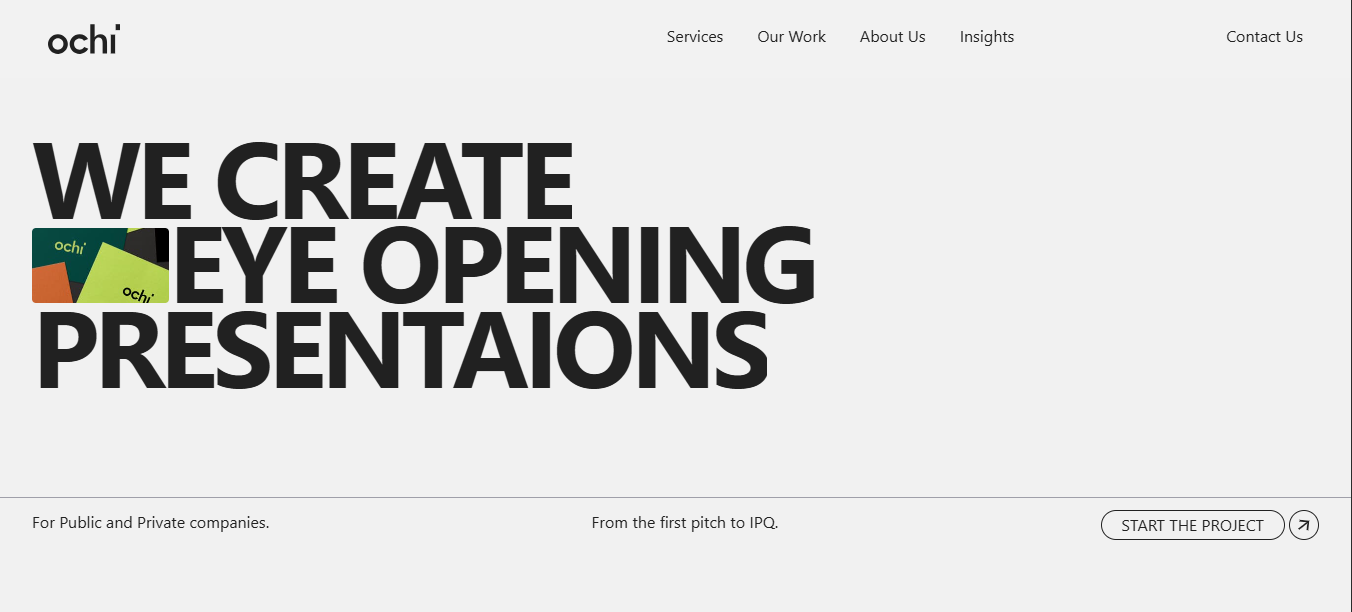 ochi
Services Our Work About Us Insights Contact Us
WE CREATE
ochi
ochi
EYE OPENING
PRESENTAIONS
For Public and Private companies. From the first pitch to IPQ. START THE PROJECT